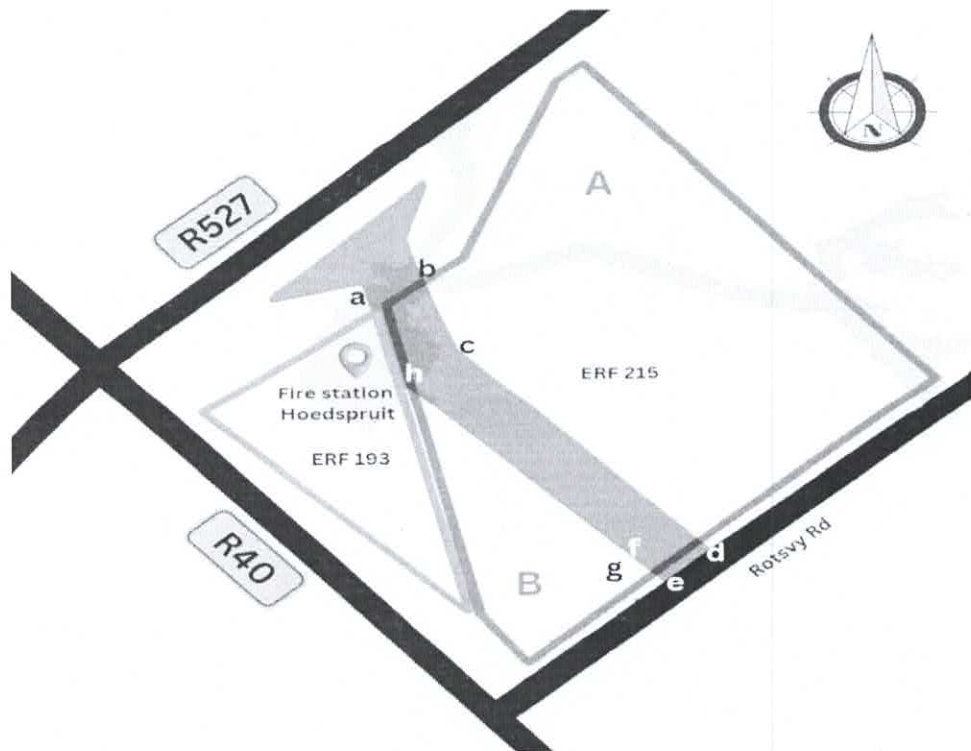 N
A
R527
b
a
c
h
ERF 215
Fire station
Hoedspruit
ERF 193
R40
f
g
d
e
B
Rotsvy Rd